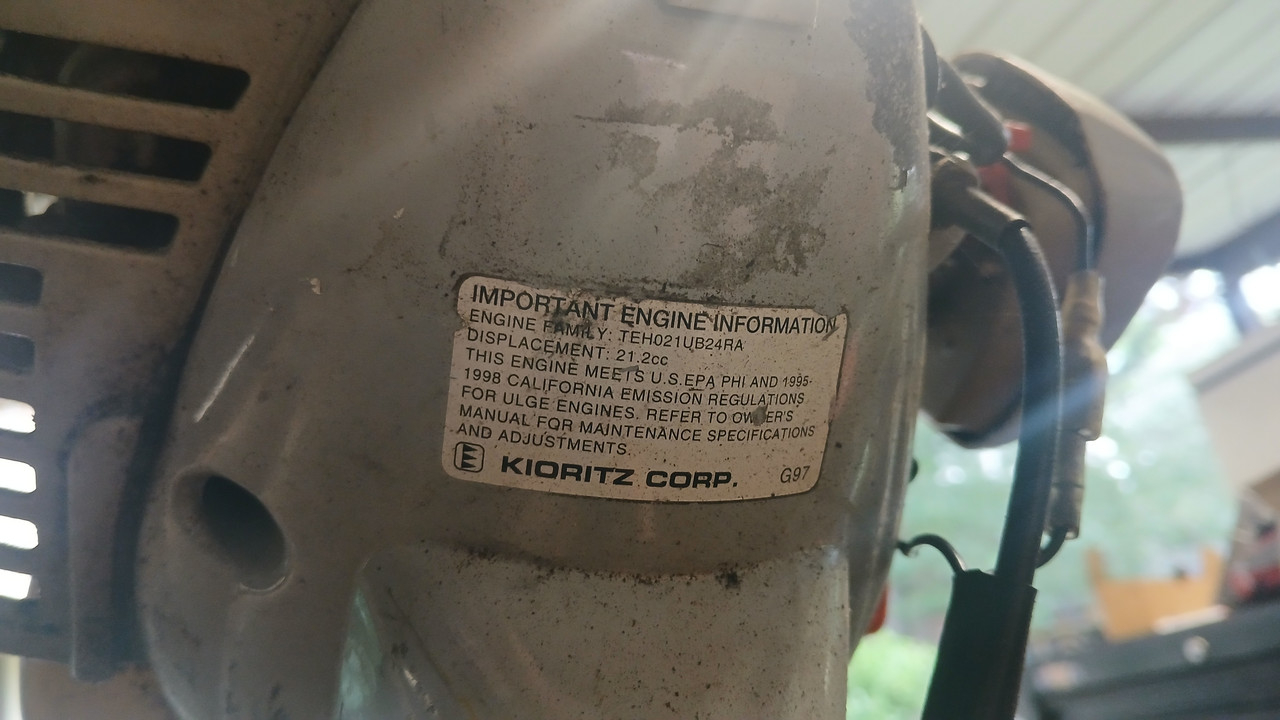 IMPORTANT ENGINE INFORMATION
ENGINE FAMILY: TEH021UB24RA
DISPLACEMENT: 21.2cc
THIS ENGINE MEETS U.S.EPA PHI AND 1995-
1998 CALIFORNIA EMISSION REGULATIONS
FOR ULGE ENGINES. REFER TO OWNER'S
MANUAL FOR MAINTENANCE SPECIFICATIONS
AND ADJUSTMENTS.
KIORITZ CORP. G97